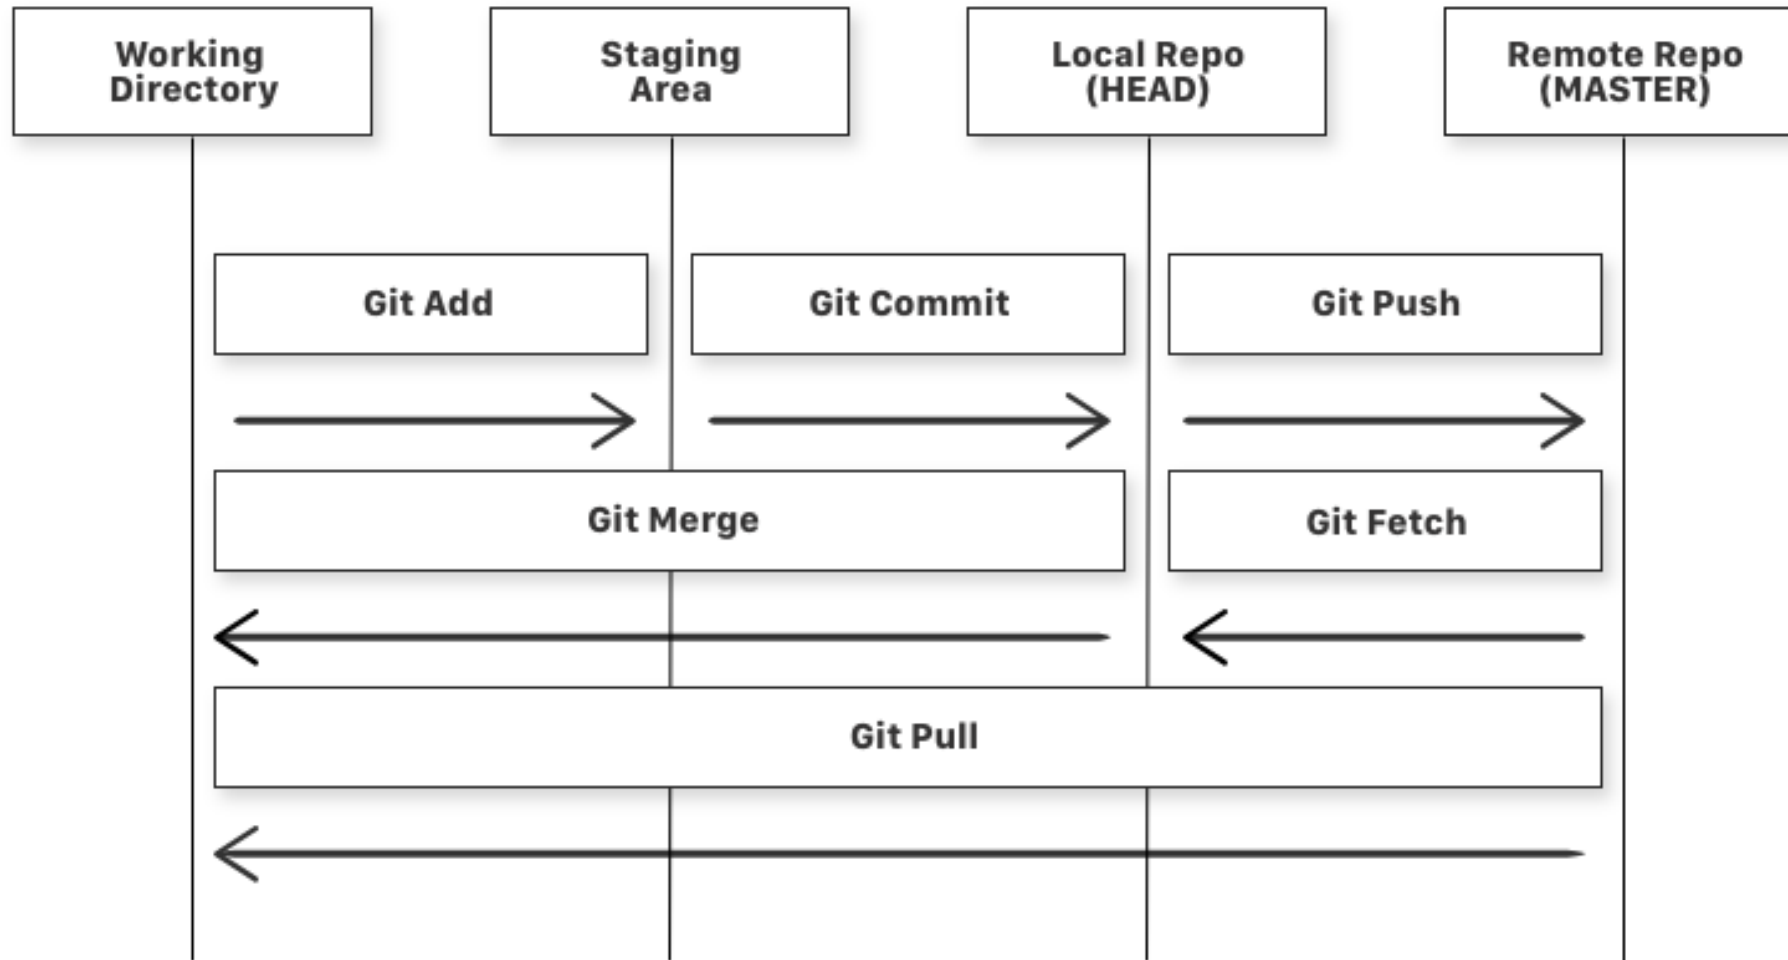 Working
Directory
Staging
Area
Local Repo
(HEAD)
Remote Repo
(MASTER)
Git Add
Git Commit
Git Push
Git Merge
Git Fetch
Git Pull